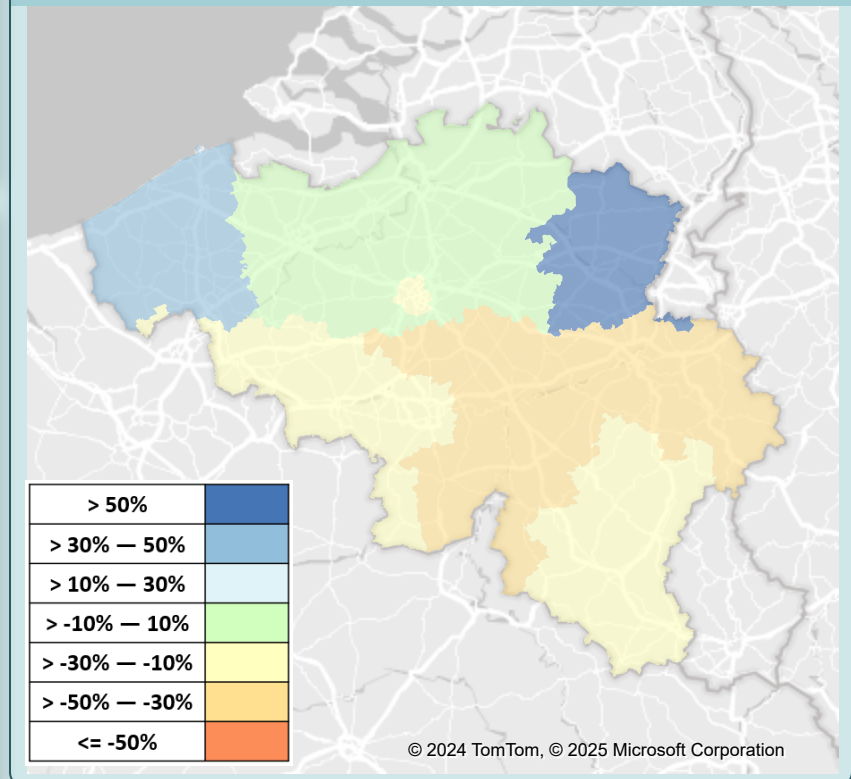 > 50%
> 30% — 50%
> 10% — 30%
> -10% — 10%
> -30% — -10%
> -50% — -30%
<= -50%
© 2024 TomTom, © 2025 Microsoft Corporation